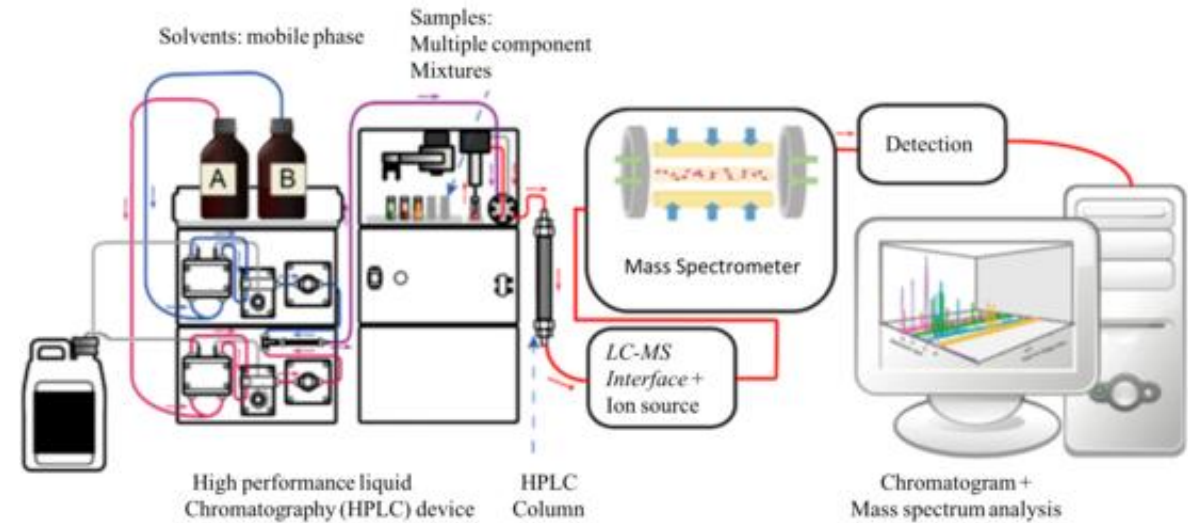 Solvents: mobile phase
Samples:
Multiple component
Mixtures
A
B
Mass Spectrometer
Detection
LC-MS
Interface +
Ion source
High performance liquid
Chromatography (HPLC) device
HPLC
Column
Chromatogram +
Mass spectrum analysis